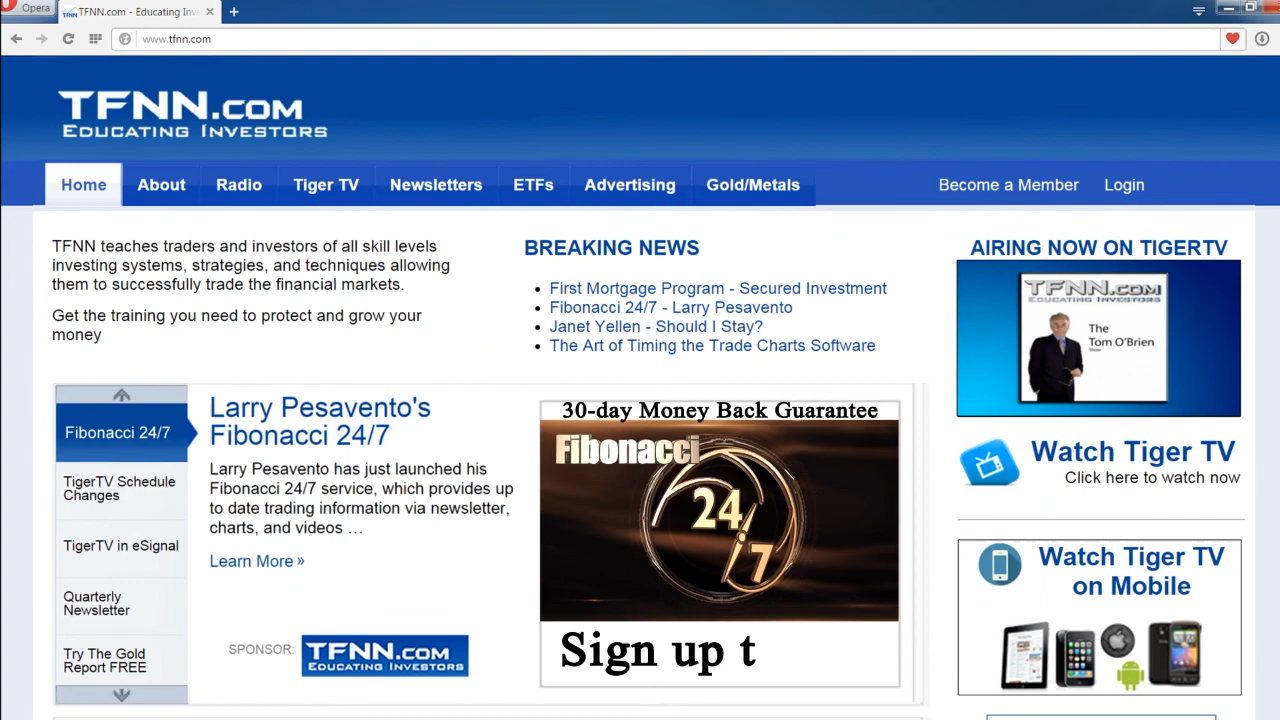 Opera
TFNN.com - Educating Inv
www.tfnn.com
TFNN.COM
EDUCATING INVESTORS
Home
About
Radio
Tiger TV
Newsletters
ETFs
Advertising
Gold/Metals
Become a Member
Login
TFNN teaches traders and investors of all skill levels
investing systems, strategies, and techniques allowing
them to successfully trade the financial markets.
Get the training you need to protect and grow your
money
BREAKING NEWS
First Mortgage Program - Secured Investment
Fibonacci 24/7 - Larry Pesavento
Janet Yellen - Should I Stay?
The Art of Timing the Trade Charts Software
AIRING NOW ON TIGERTV
TFNN.COM
EDUCATING INVESTORS
The
Tom O'Brien
Show
Watch Tiger TV
Click here to watch now
Watch Tiger TV
on Mobile
Fibonacci 24/7
TigerTV Schedule
Changes
TigerTV in eSignal
Quarterly
Newsletter
Try The Gold
Report FREE
Larry Pesavento's
Fibonacci 24/7
Larry Pesavento has just launched his
Fibonacci 24/7 service, which provides up
to date trading information via newsletter,
charts, and videos …
Learn More »
SPONSOR:
TFNN.COM
EDUCATING INVESTORS
30-day Money Back Guarantee
Fibonacci
24/7
Sign up t